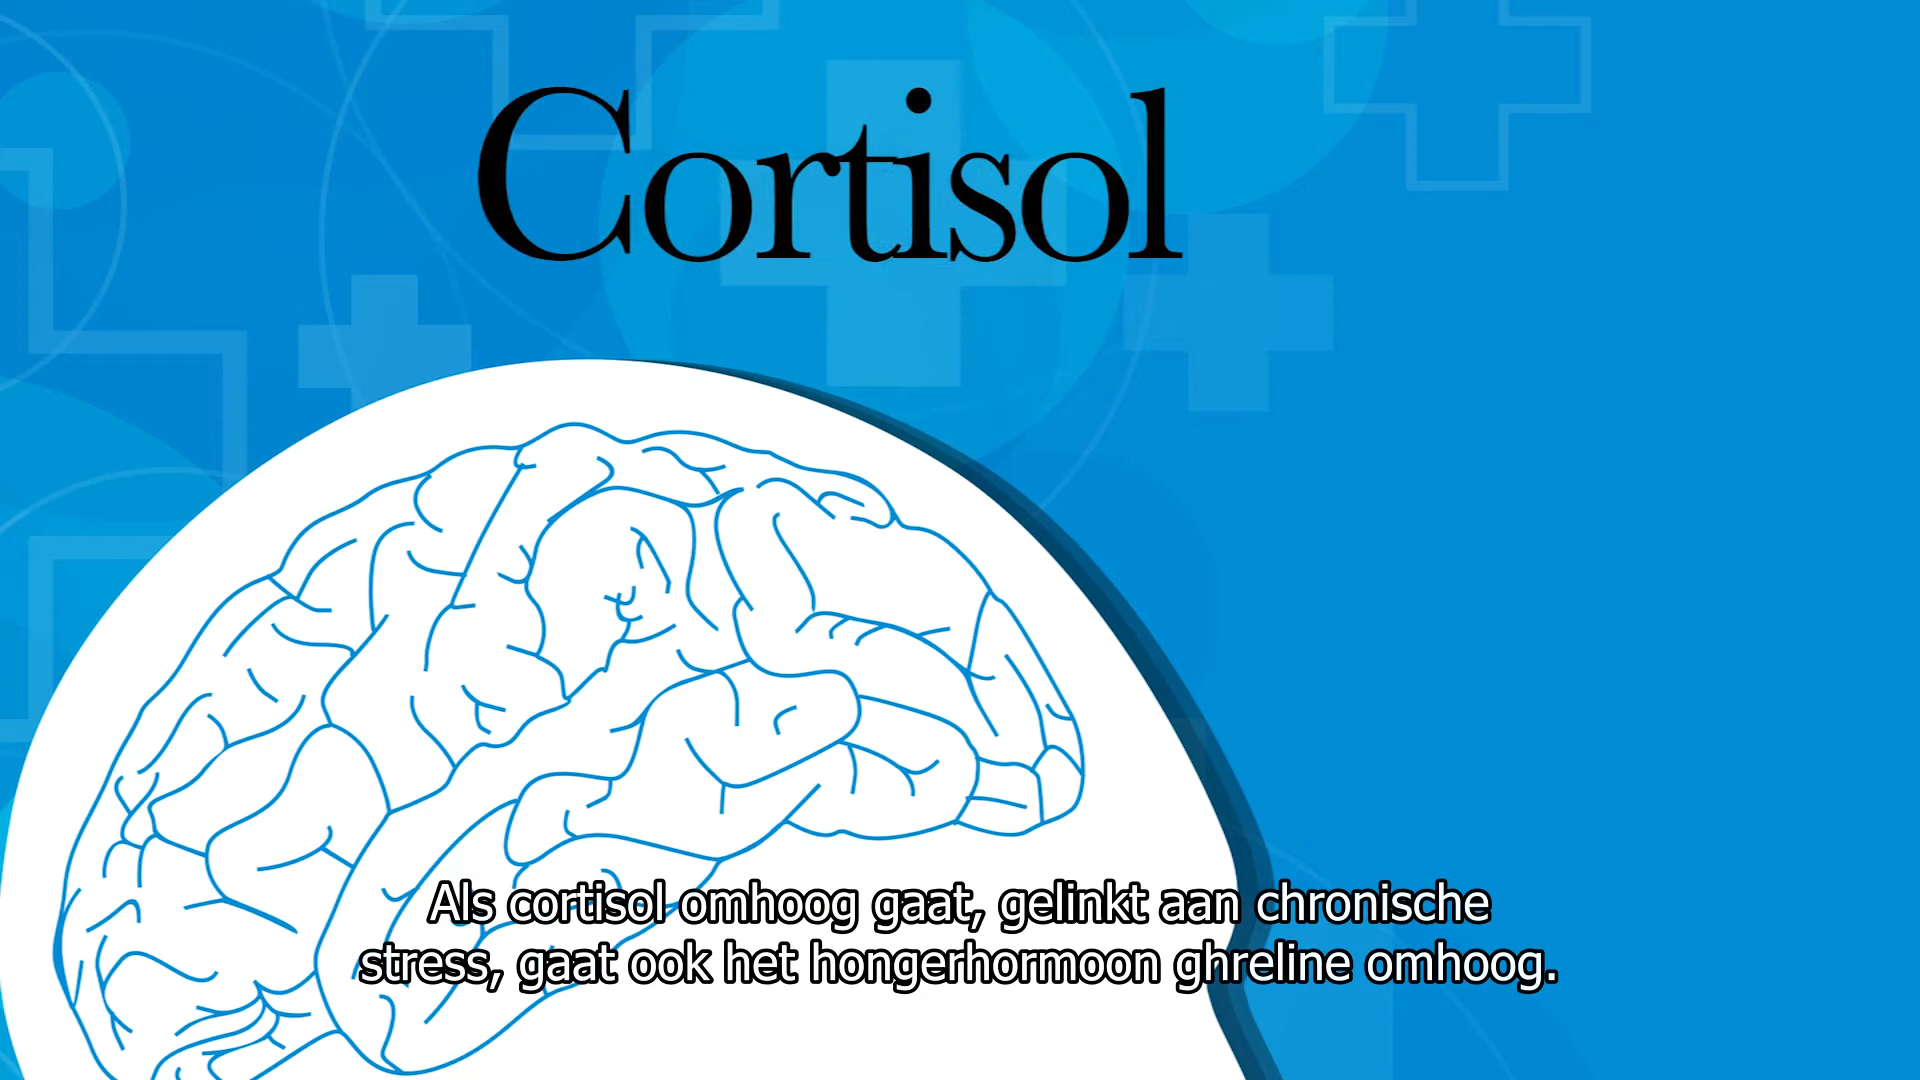 Cortisol
Als cortisol omhoog gaat, gelinkt aan chronische
stress, gaat ook het hongerhormoon ghreline omhoog.